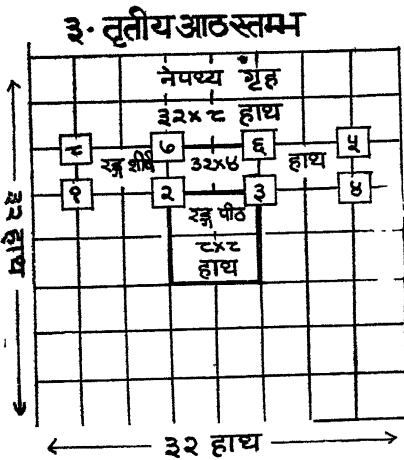 ३. तृतीय आठस्तम्भ
नेपथ्य गृह
३२×८ हाथ
८ ७ ६ ५
रङ्ग शीर्ष ३२×४ हाथ
१ २ ३ ४
रङ्ग पीठ
८×८
हाथ
३२ हाथ
३२ हाथ